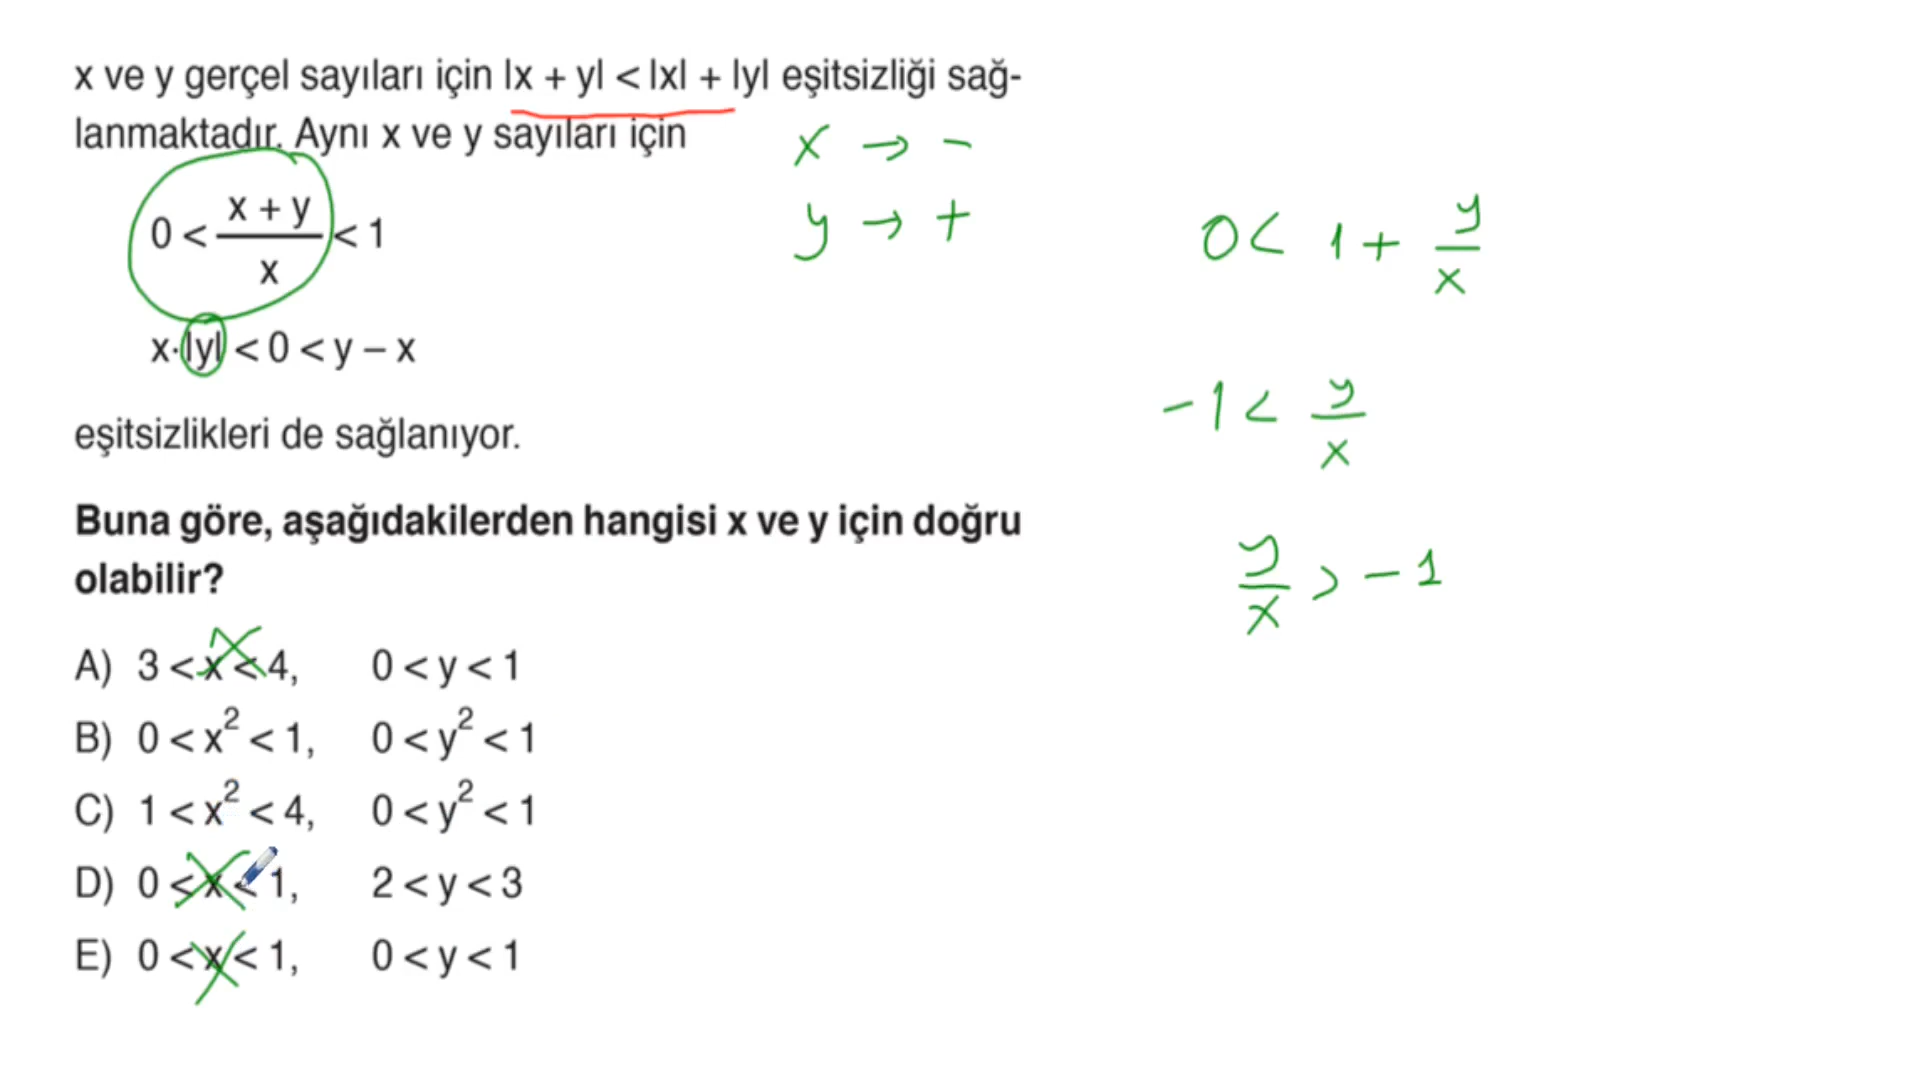 x ve y gerçel sayıları için |x + y| < |x| + |y| eşitsizliği sağ-
lanmaktadır. Aynı x ve y sayıları için
0 < (x + y)/x < 1
x·|y| < 0 < y – x
eşitsizlikleri de sağlanıyor.
Buna göre, aşağıdakilerden hangisi x ve y için doğru
olabilir?
A) 3 < x < 4, 0 < y < 1
B) 0 < x² < 1, 0 < y² < 1
C) 1 < x² < 4, 0 < y² < 1
D) 0 < x < 1, 2 < y < 3
E) 0 < x < 1, 0 < y < 1
x → -
y → +
0 < 1 + y/x
-1 < y/x
y/x > -1